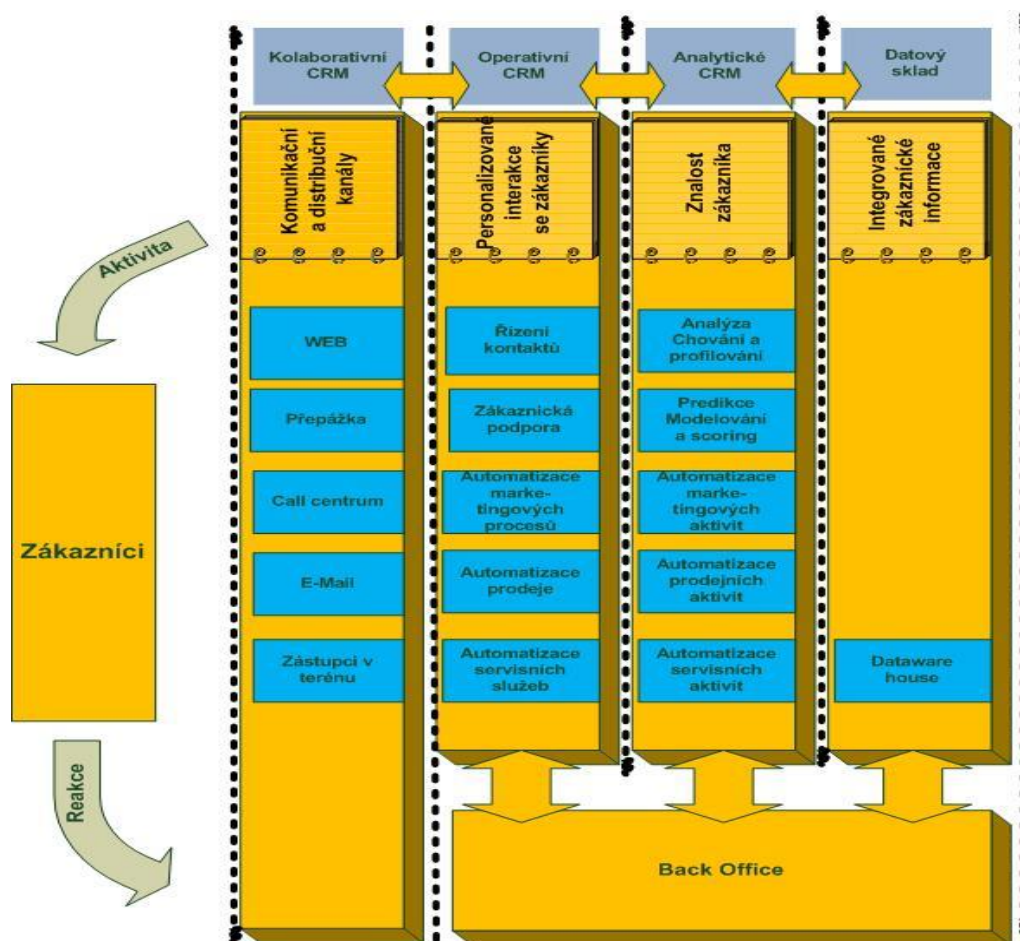 Kolaborativní
CRM
Operativní
CRM
Analytické
CRM
Datový
sklad
Komunikační
a distribuční
kanály
Personalizované
interakce
se zákazníky
Znalost
zákazníka
Integrované
zákaznické
informace
Aktivita
WEB
Řízení
kontaktů
Analýza
Chování a
profilování
Přepážka
Zákaznická
podpora
Predikce
Modelování
a scoring
Call centrum
Automatizace
marke-
tingových
procesů
Automatizace
marke-
tingových
aktivit
Zákazníci
E-Mail
Automatizace
prodeje
Automatizace
prodejních
aktivit
Zástupci v
terénu
Automatizace
servisních
služeb
Automatizace
servisních
aktivit
Dataware
house
Reakce
Back Office